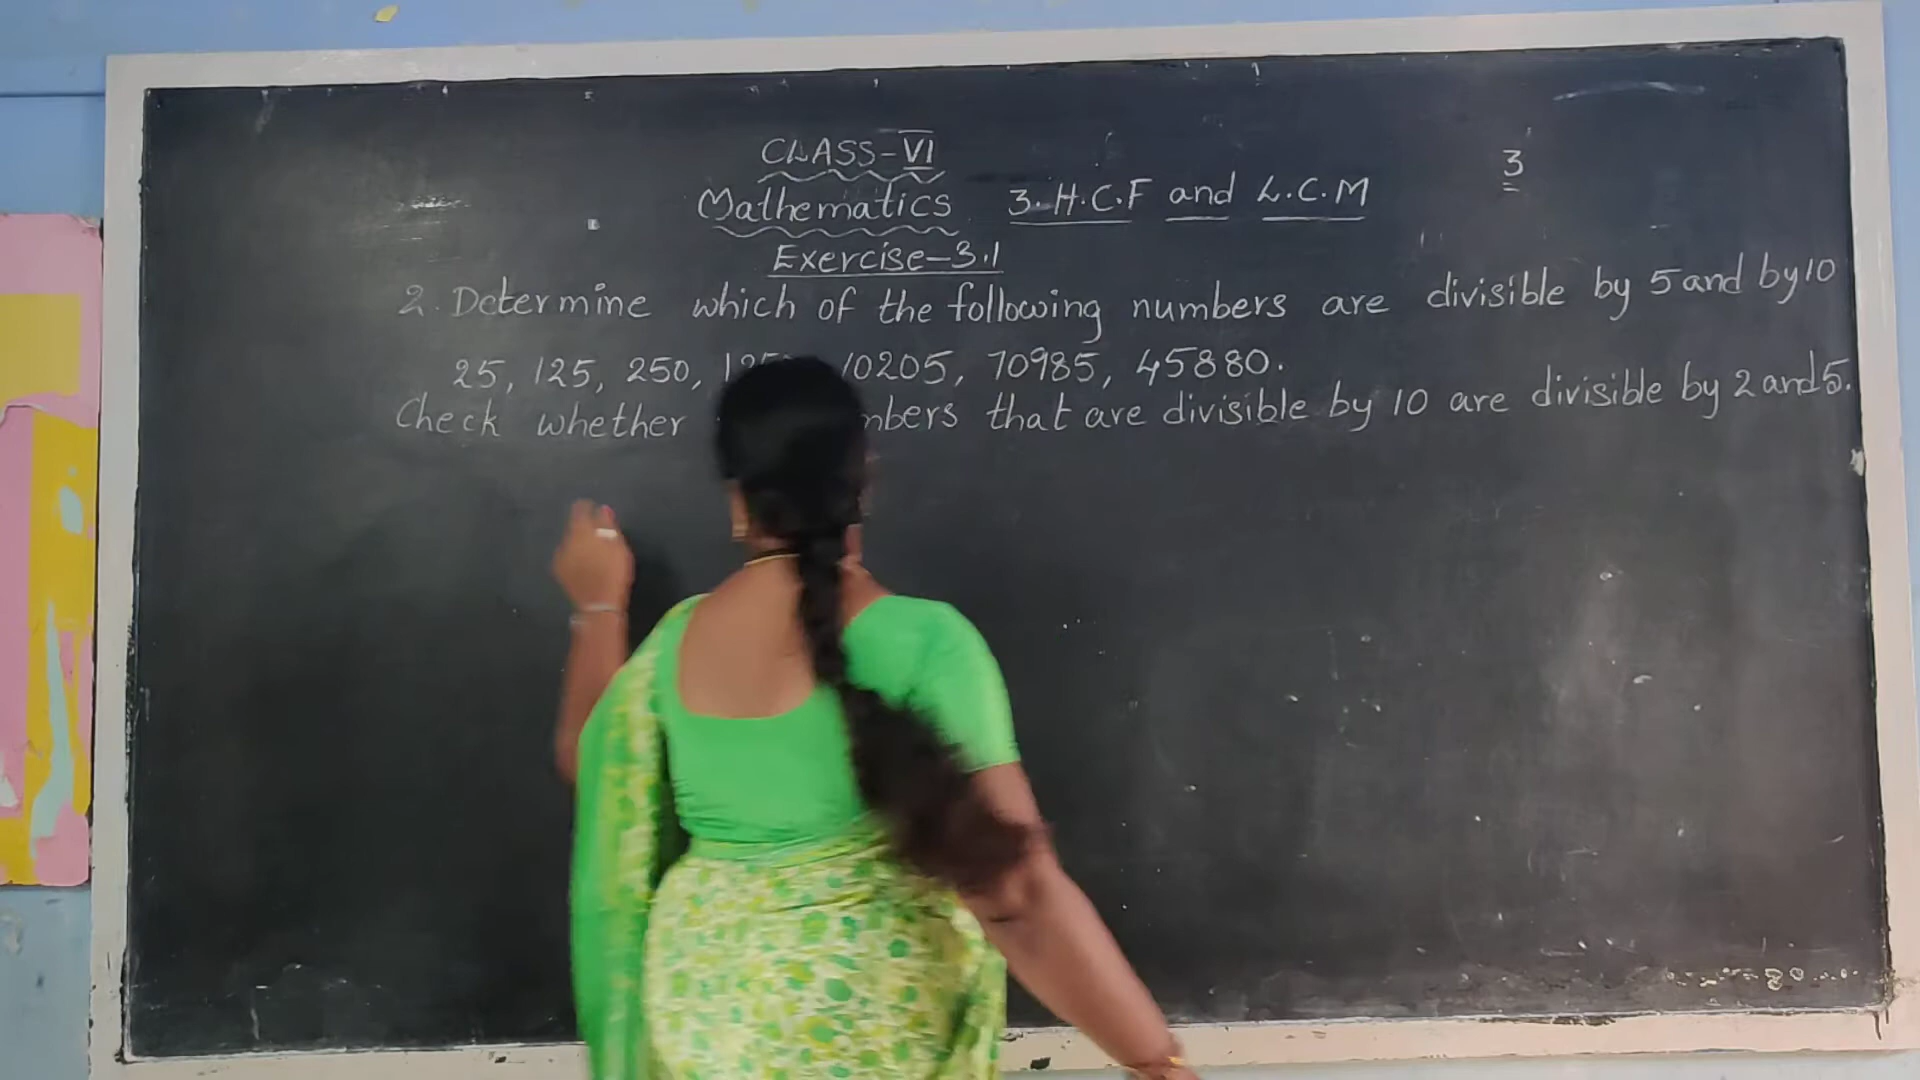 CLASS-VI
3
Mathematics 3. H.C.F and L.C.M
Exercise-3.1
2. Determine which of the following numbers are divisible by 5 and by 10
25, 125, 250, 10205, 70985, 45880.
Check whether that are divisible by 10 are divisible by 2 and 5.